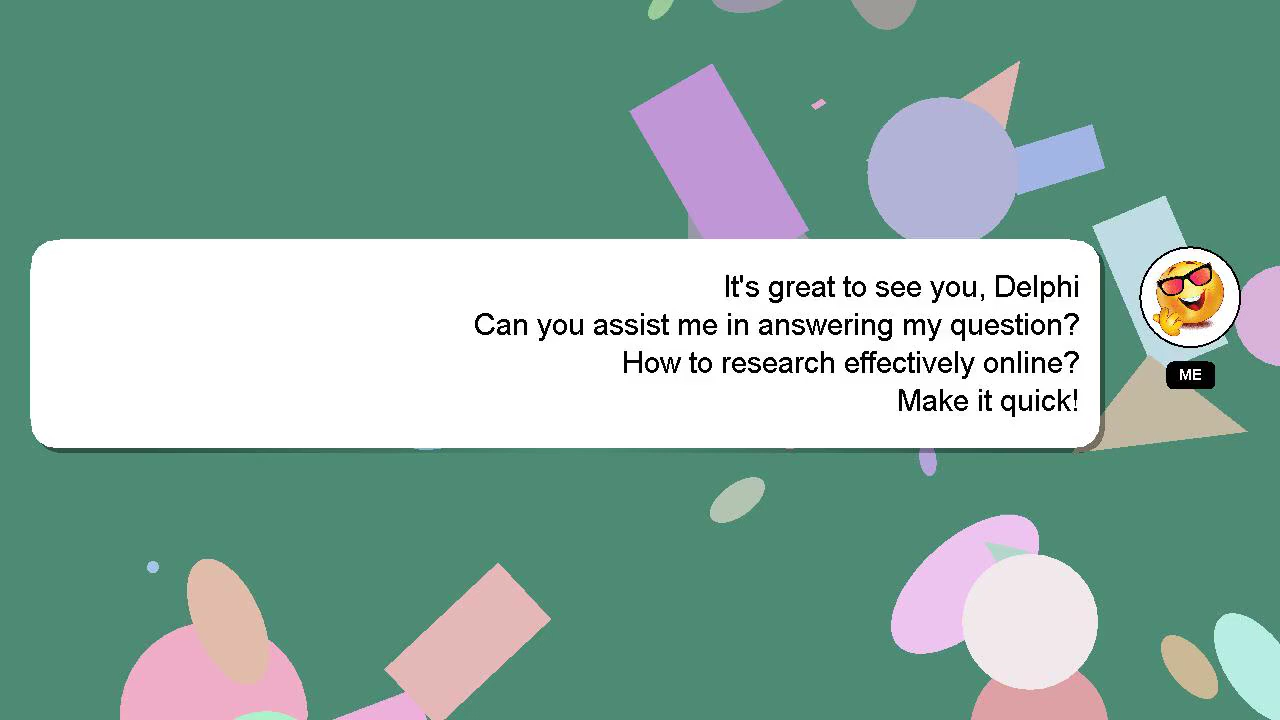 It's great to see you, Delphi
Can you assist me in answering my question?
How to research effectively online?
Make it quick!
ME